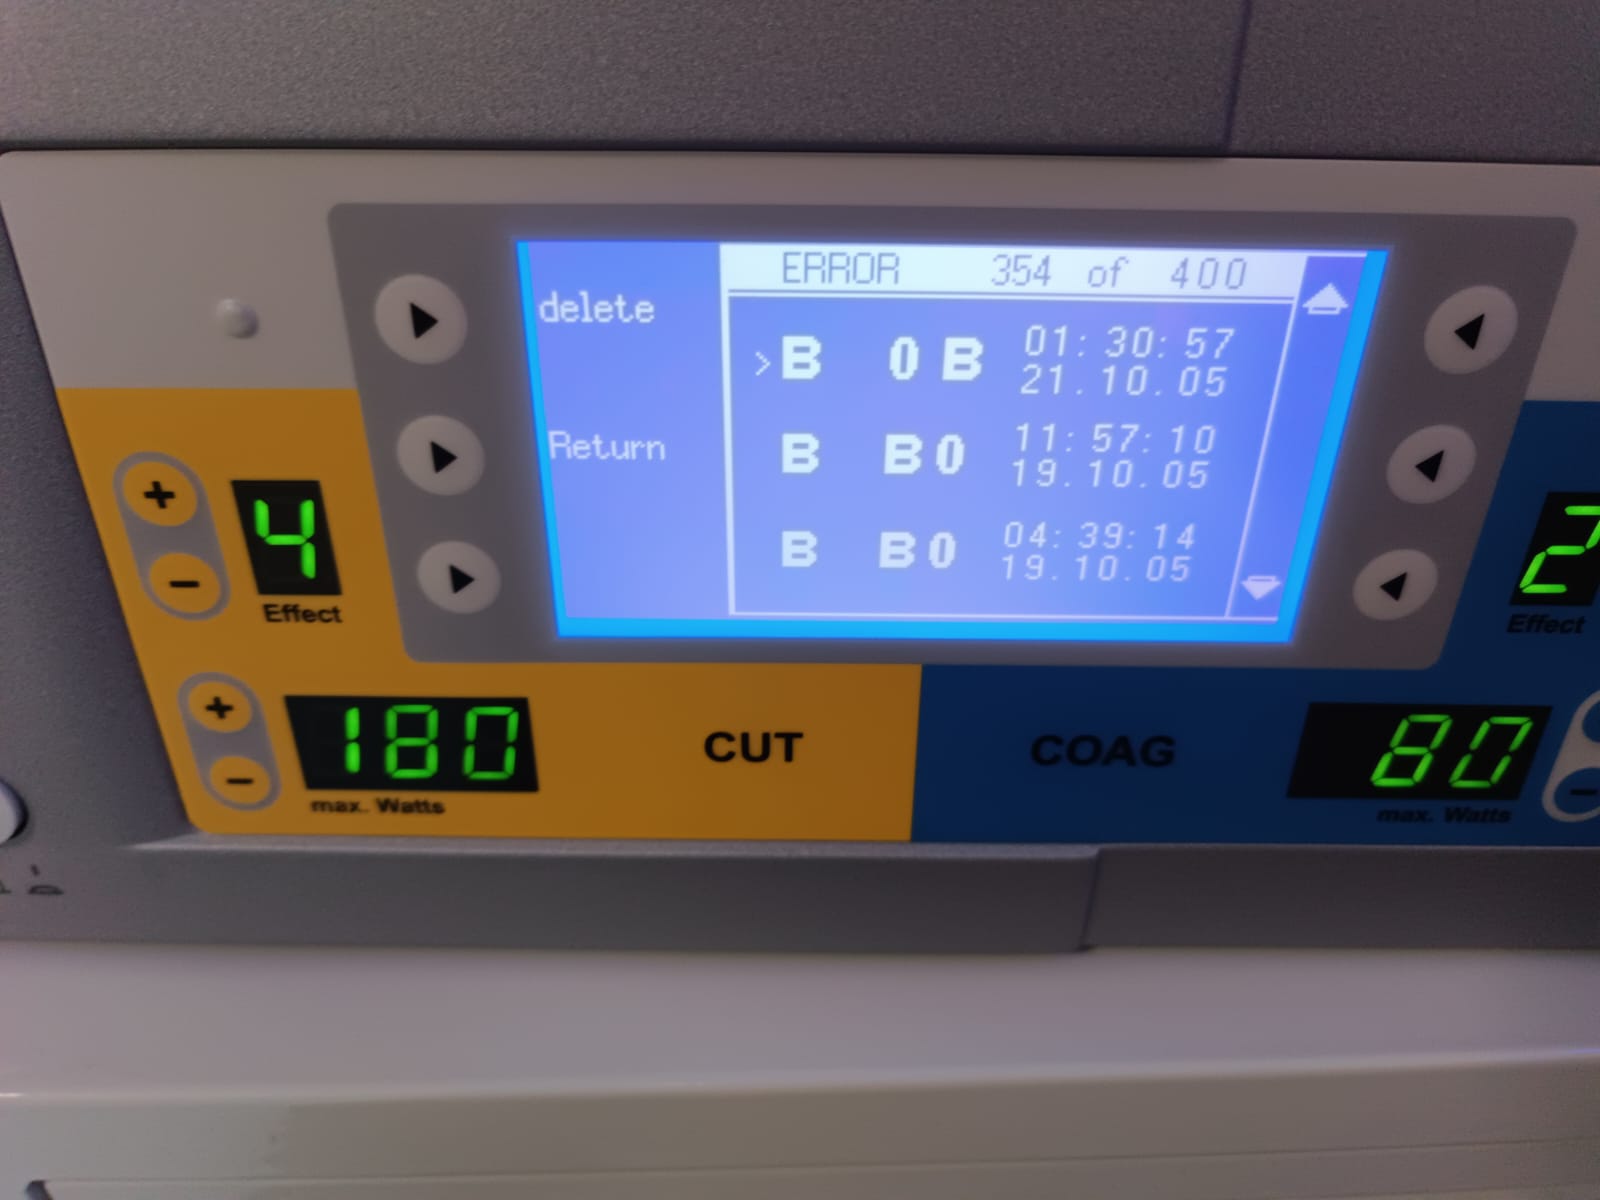 ERROR 354 of 400
delete
>B 0B 01:30:57
21.10.05
Return
B B0 11:57:10
19.10.05
B B0 04:39:14
19.10.05
+
4
-
Effect
2
Effect
+
180
-
max. Watts
CUT
COAG
80
-
max. Watts